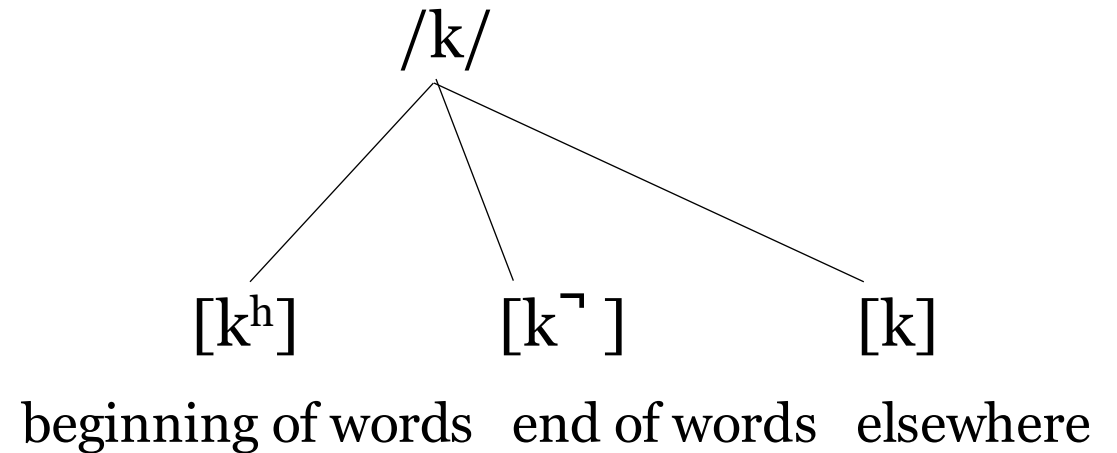 /k/
[kʰ] [k̚ ] [k]
beginning of words end of words elsewhere